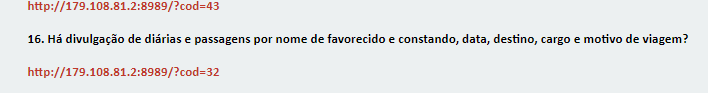 http://179.108.81.2:8989/?cod=43
16. Há divulgação de diárias e passagens por nome de favorecido e constando, data, destino, cargo e motivo de viagem?
http://179.108.81.2:8989/?cod=32